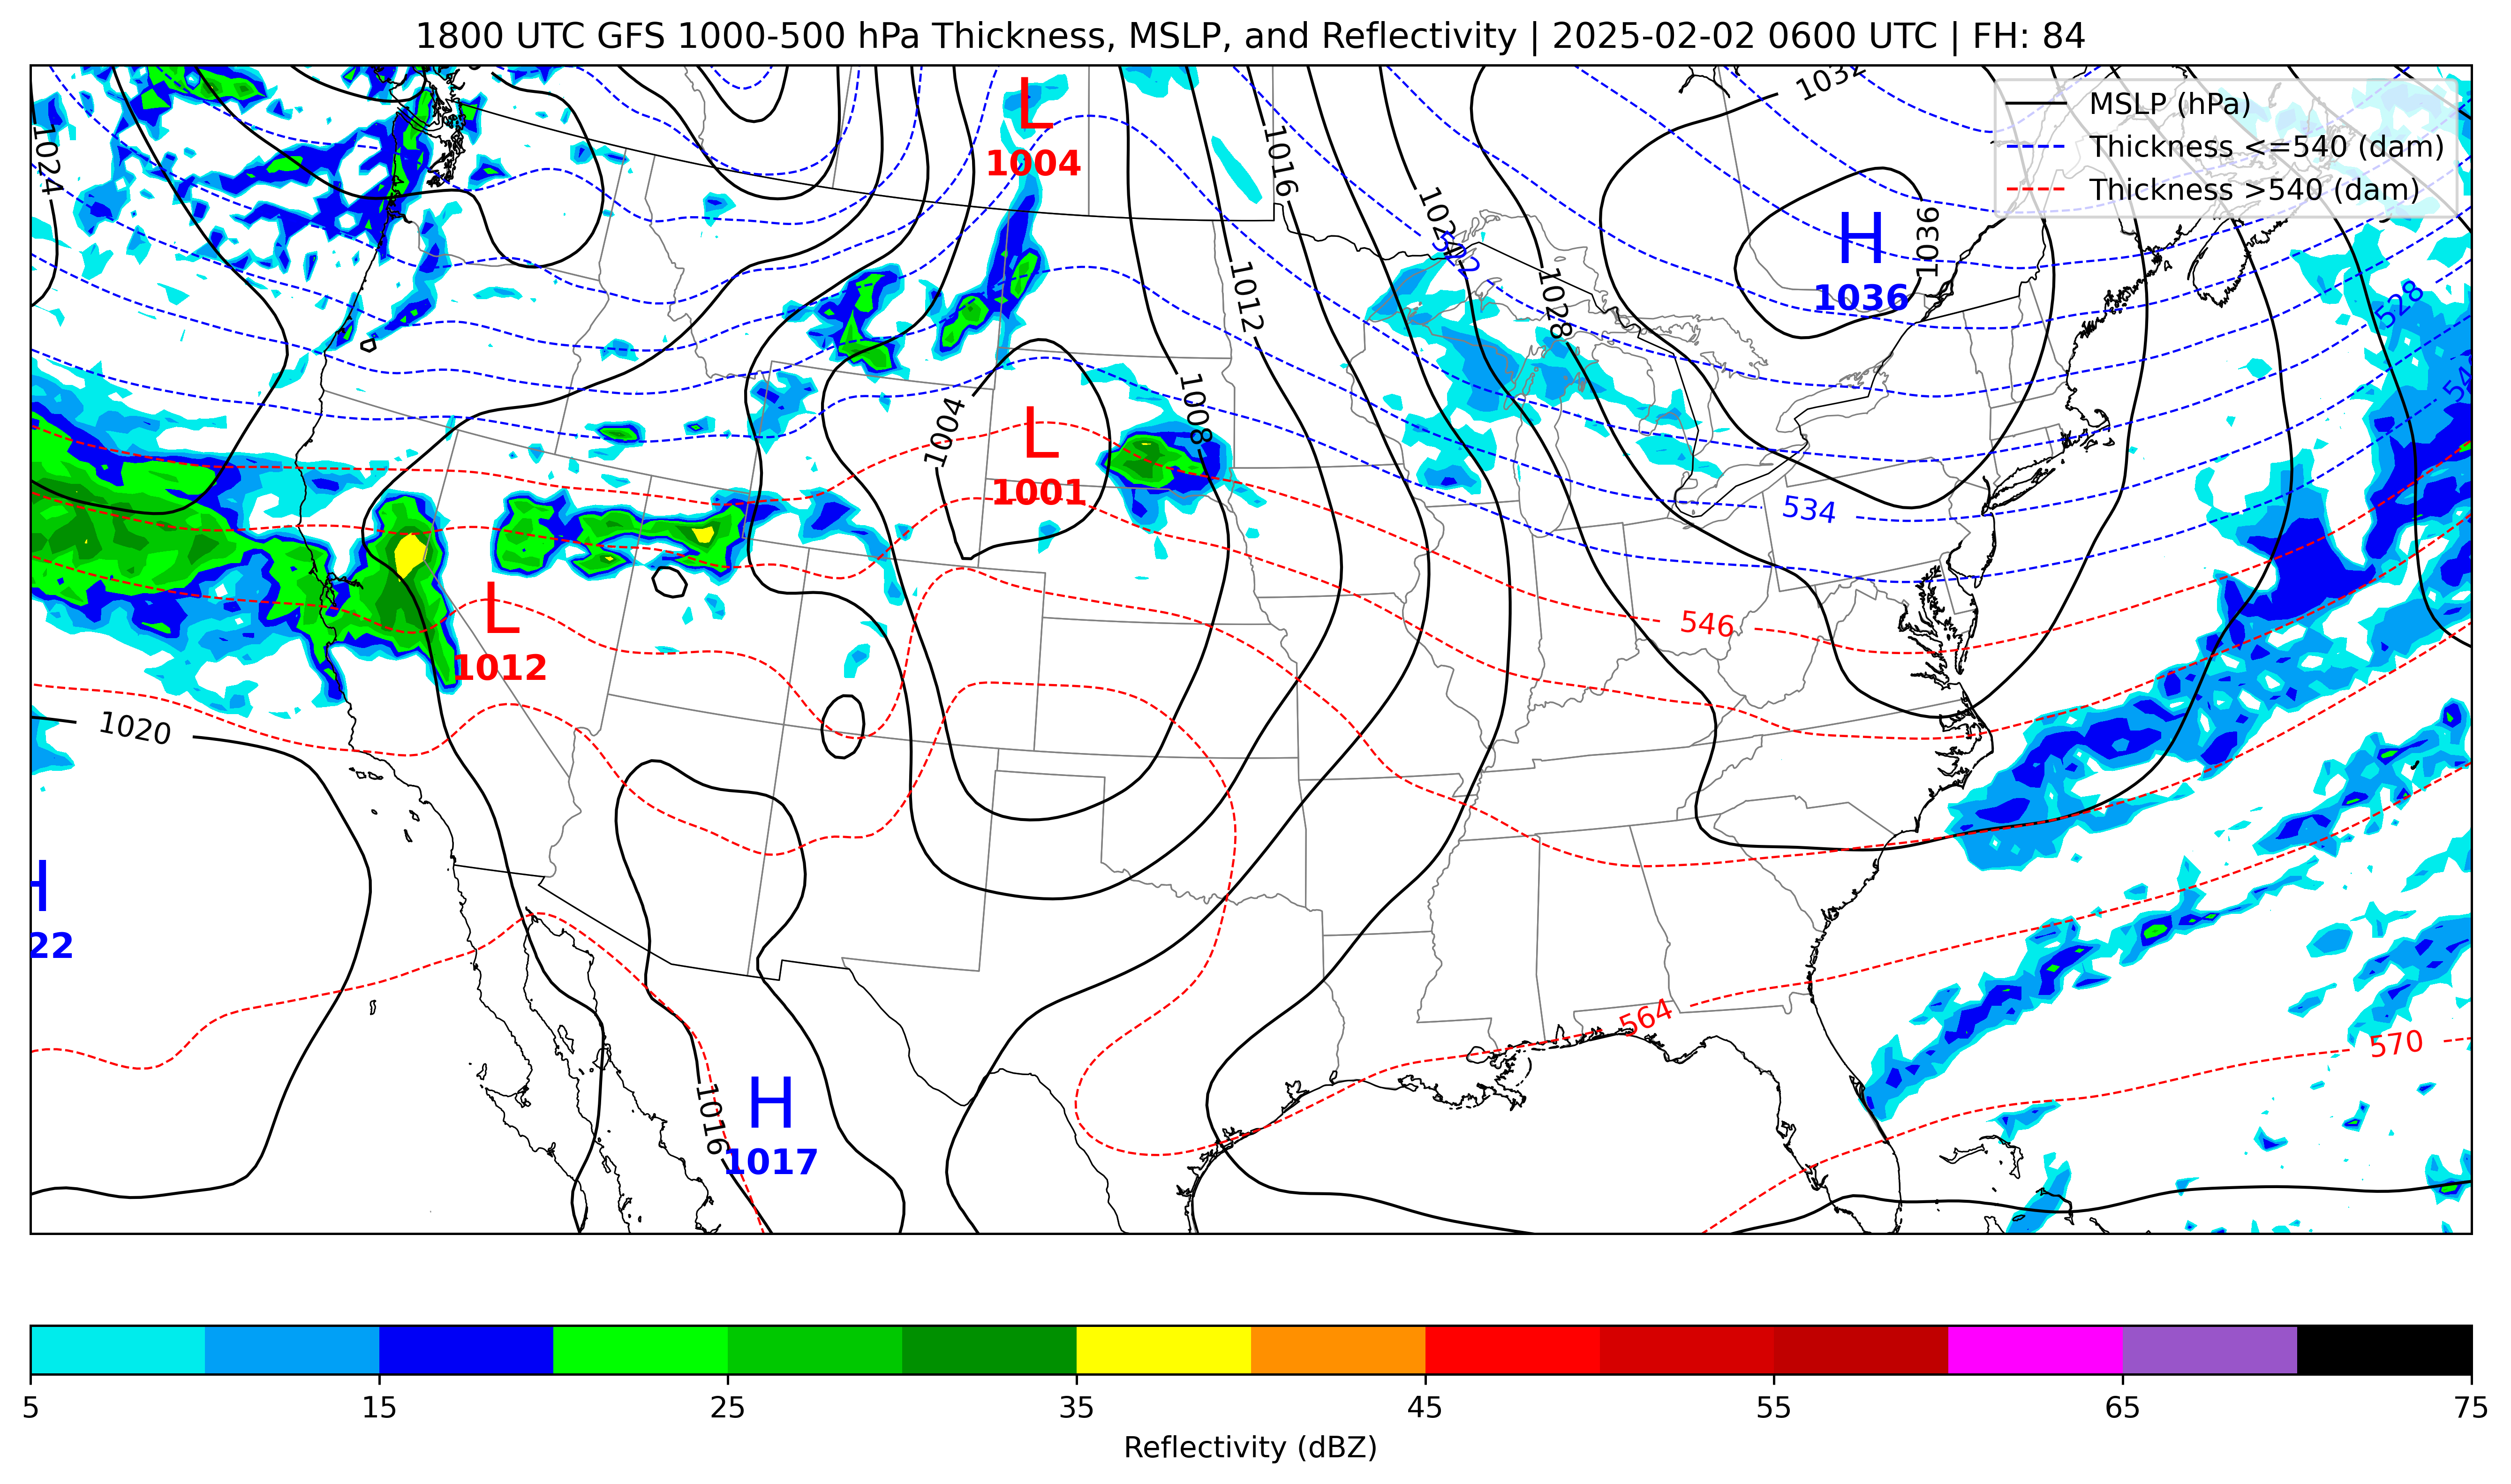 1800 UTC GFS 1000-500 hPa Thickness, MSLP, and Reflectivity | 2025-02-02 0600 UTC | FH: 84
MSLP (hPa)
Thickness <=540 (dam)
Thickness >540 (dam)
1032
L
1004
1024
1016
1020
522
H
1036
1036
1012
1028
528
1008
1004
L
1001
534
L
1012
546
1020
H
22
564
570
H
1017
1016
5
15
25
35
45
55
65
75
Reflectivity (dBZ)